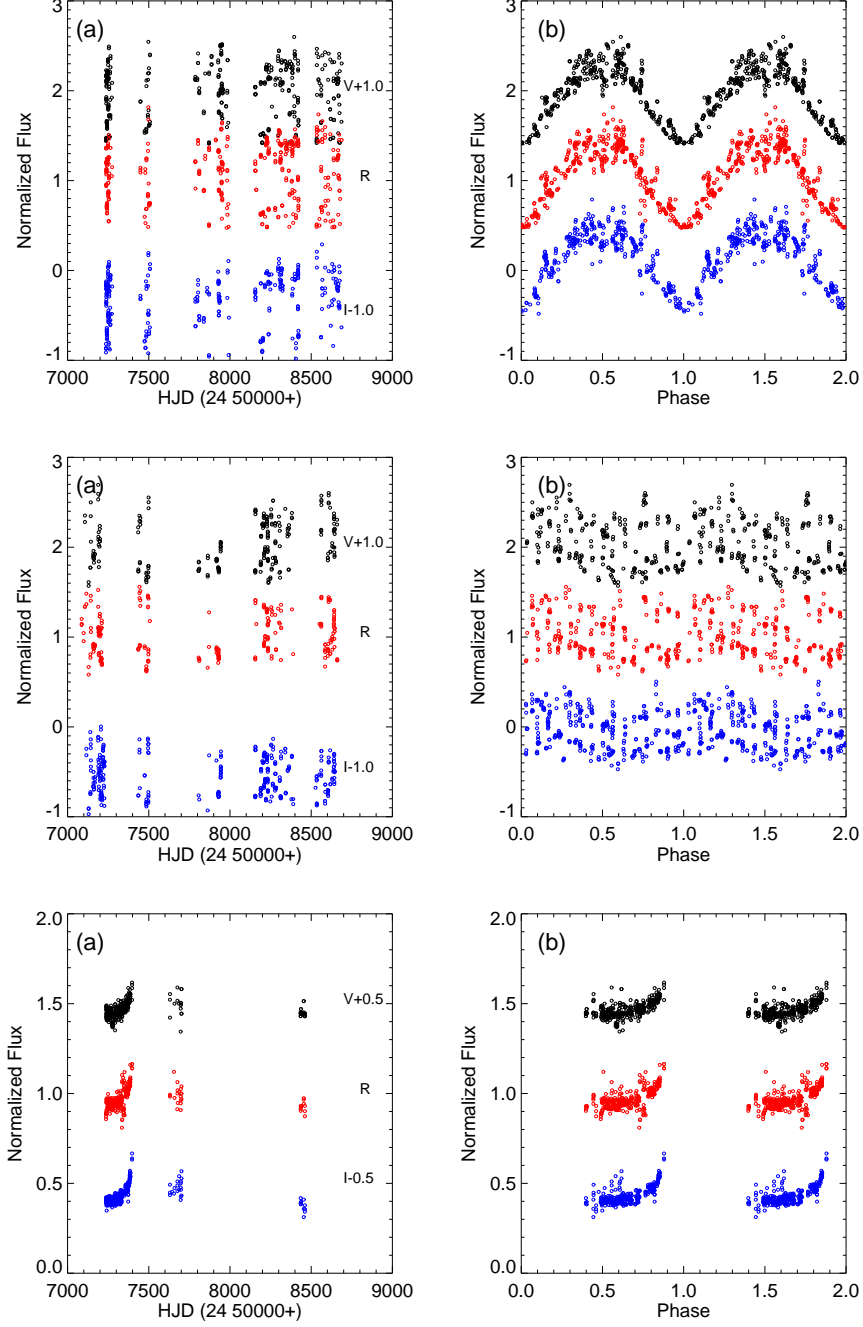 (a)
3
2
1
0
-1
Normalized Flux
V+1.0
R
I-1.0
7000 7500 8000 8500 9000
HJD (24 50000+)
(b)
3
2
1
0
-1
Normalized Flux
0.0 0.5 1.0 1.5 2.0
Phase
(a)
3
2
1
0
-1
Normalized Flux
V+1.0
R
I-1.0
7000 7500 8000 8500 9000
HJD (24 50000+)
(b)
3
2
1
0
-1
Normalized Flux
0.0 0.5 1.0 1.5 2.0
Phase
(a)
2.0
1.5
1.0
0.5
0.0
Normalized Flux
V+0.5
R
I-0.5
7000 7500 8000 8500 9000
HJD (24 50000+)
(b)
2.0
1.5
1.0
0.5
0.0
Normalized Flux
0.0 0.5 1.0 1.5 2.0
Phase